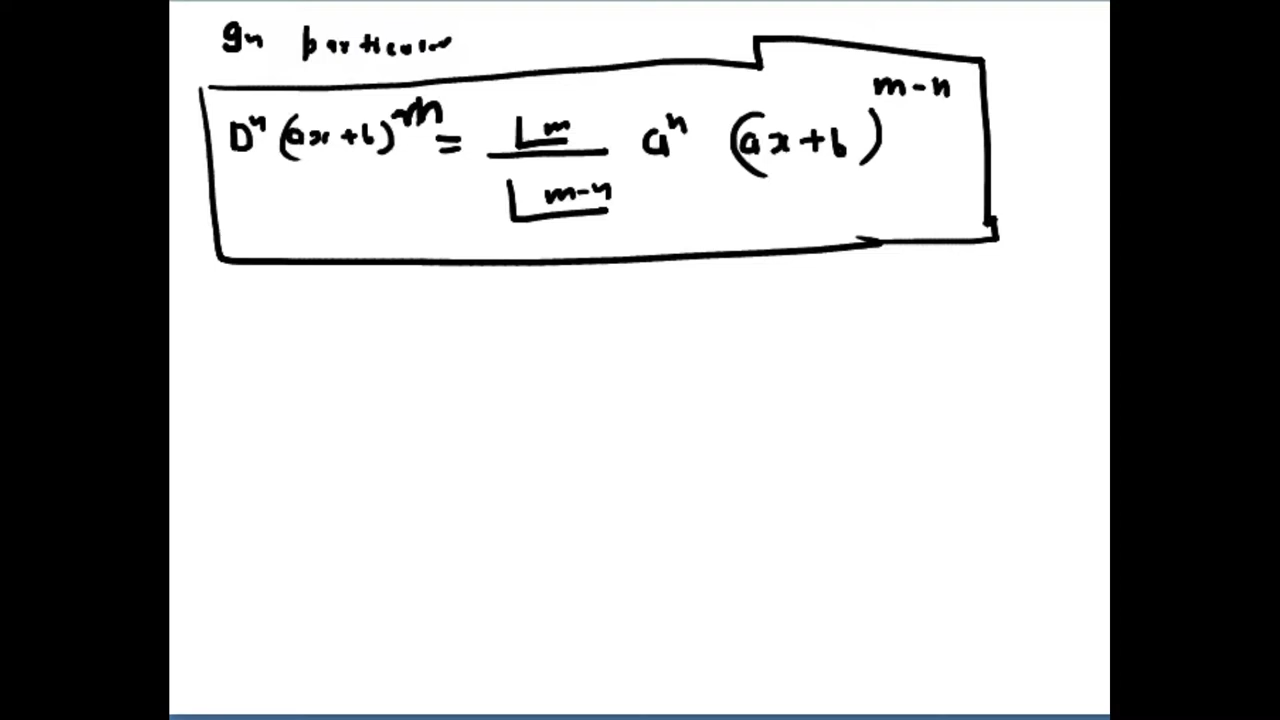 In particular
Dⁿ (ax+b)ᵐ = ∟m / ∟m-n aⁿ (ax+b)ᵐ⁻ⁿ